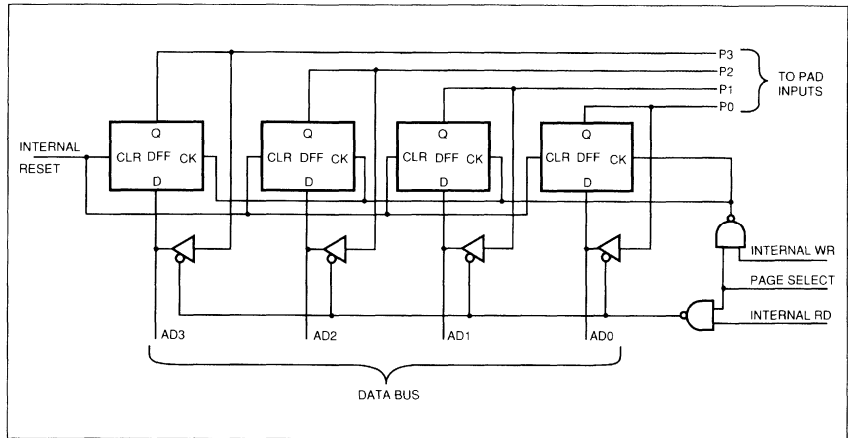 P3
P2
P1
P0
TO PAD
INPUTS
Q
Q
Q
Q
INTERNAL
RESET
CLR DFF CK
CLR DFF CK
CLR DFF CK
CLR DFF CK
D
D
D
D
INTERNAL WR
PAGE SELECT
INTERNAL RD
AD3
AD2
AD1
AD0
DATA BUS